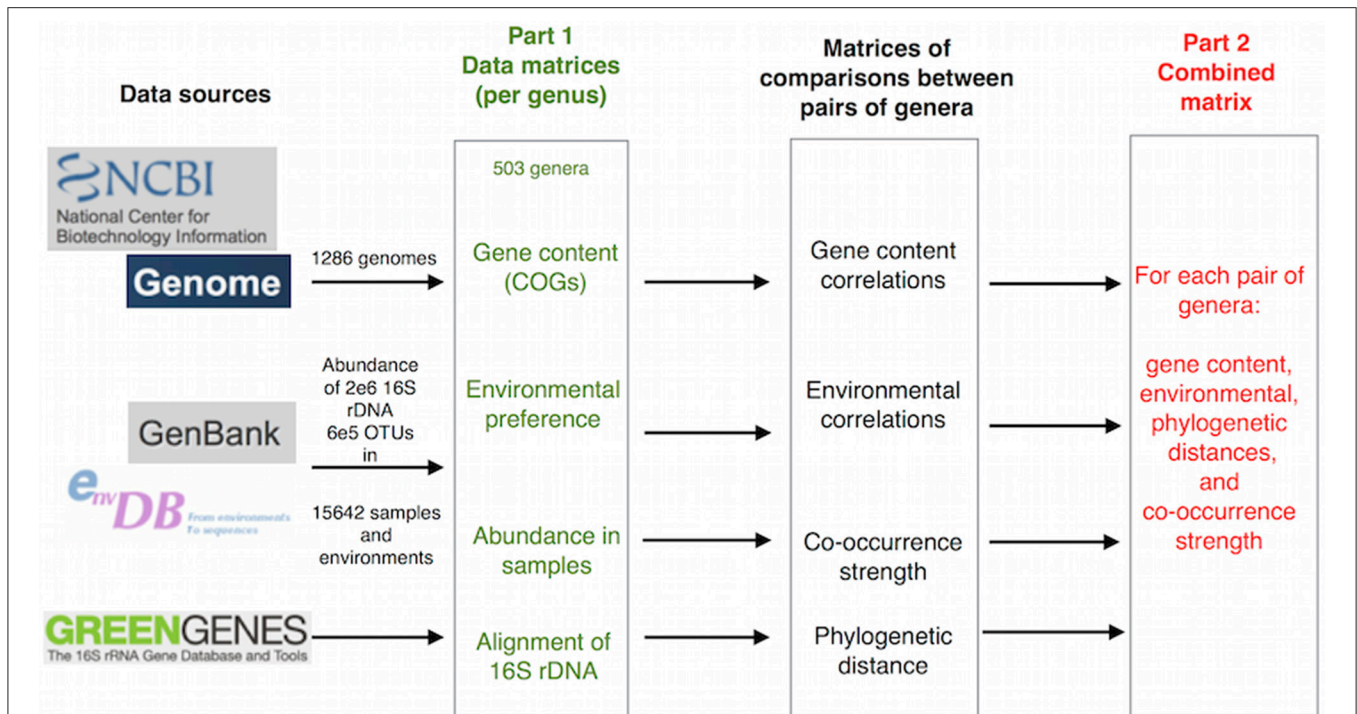 Data sources
Part 1
Data matrices
(per genus)
Matrices of
comparisons between
pairs of genera
Part 2
Combined
matrix
NCBI
National Center for
Biotechnology Information
Genome
1286 genomes
503 genera
Gene content
(COGs)
Gene content
correlations
For each pair of
genera:
gene content,
environmental,
phylogenetic
distances,
and
co-occurrence
strength
GenBank
envDB
From environments
To sequences
Abundance
of 2e6 16S
rDNA
6e5 OTUs
in
15642 samples
and
environments
Environmental
preference
Environmental
correlations
Abundance in
samples
Co-occurrence
strength
GREENGENES
The 16S rRNA Gene Database and Tools
Alignment of
16S rDNA
Phylogenetic
distance